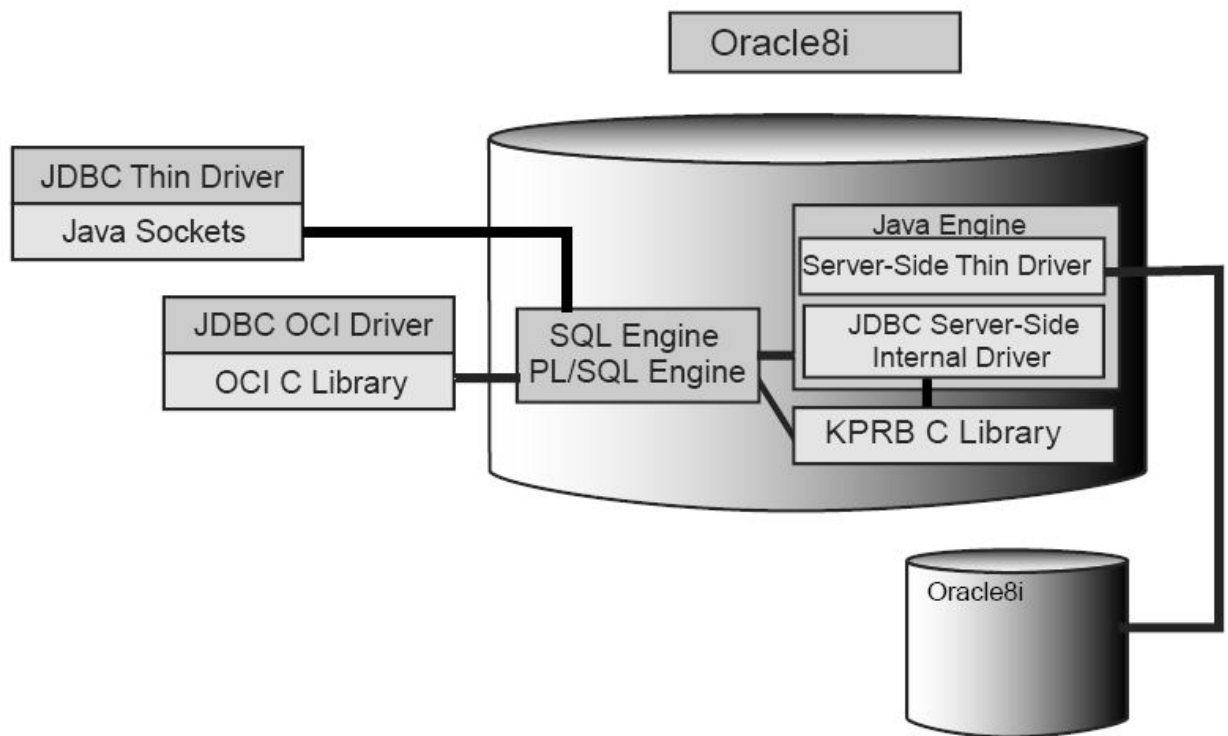 Oracle8i
JDBC Thin Driver
Java Sockets
JDBC OCI Driver
OCI C Library
SQL Engine
PL/SQL Engine
Java Engine
Server-Side Thin Driver
JDBC Server-Side
Internal Driver
KPRB C Library
Oracle8i